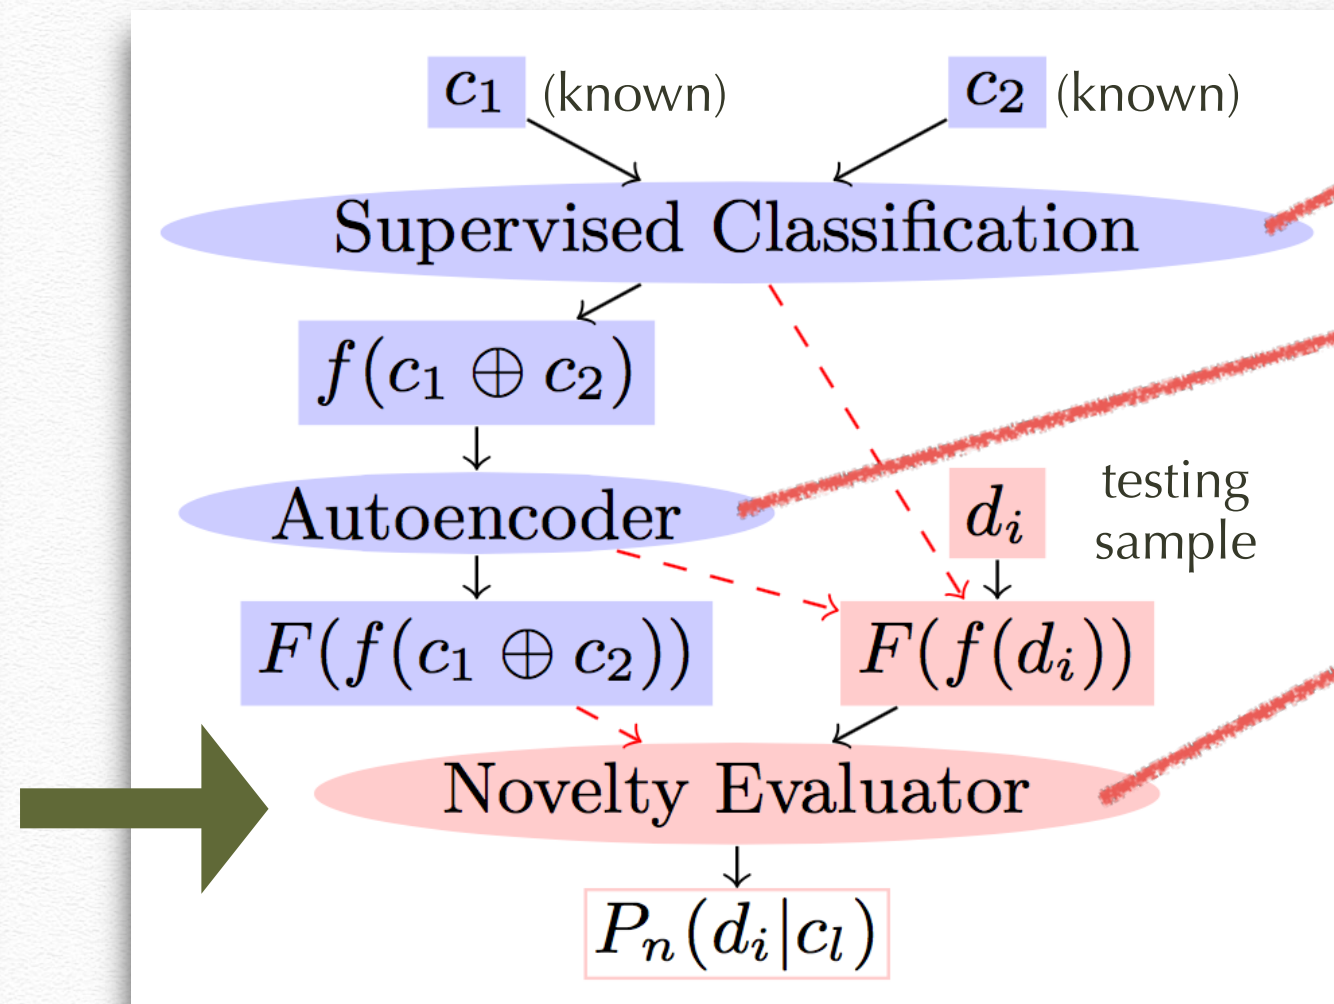 c₁ (known) c₂ (known)
Supervised Classification
f(c₁ ⊕ c₂)
testing
sample
Autoencoder
dᵢ
F(f(c₁ ⊕ c₂))
F(f(dᵢ))
Novelty Evaluator
Pₙ(dᵢ|cₗ)